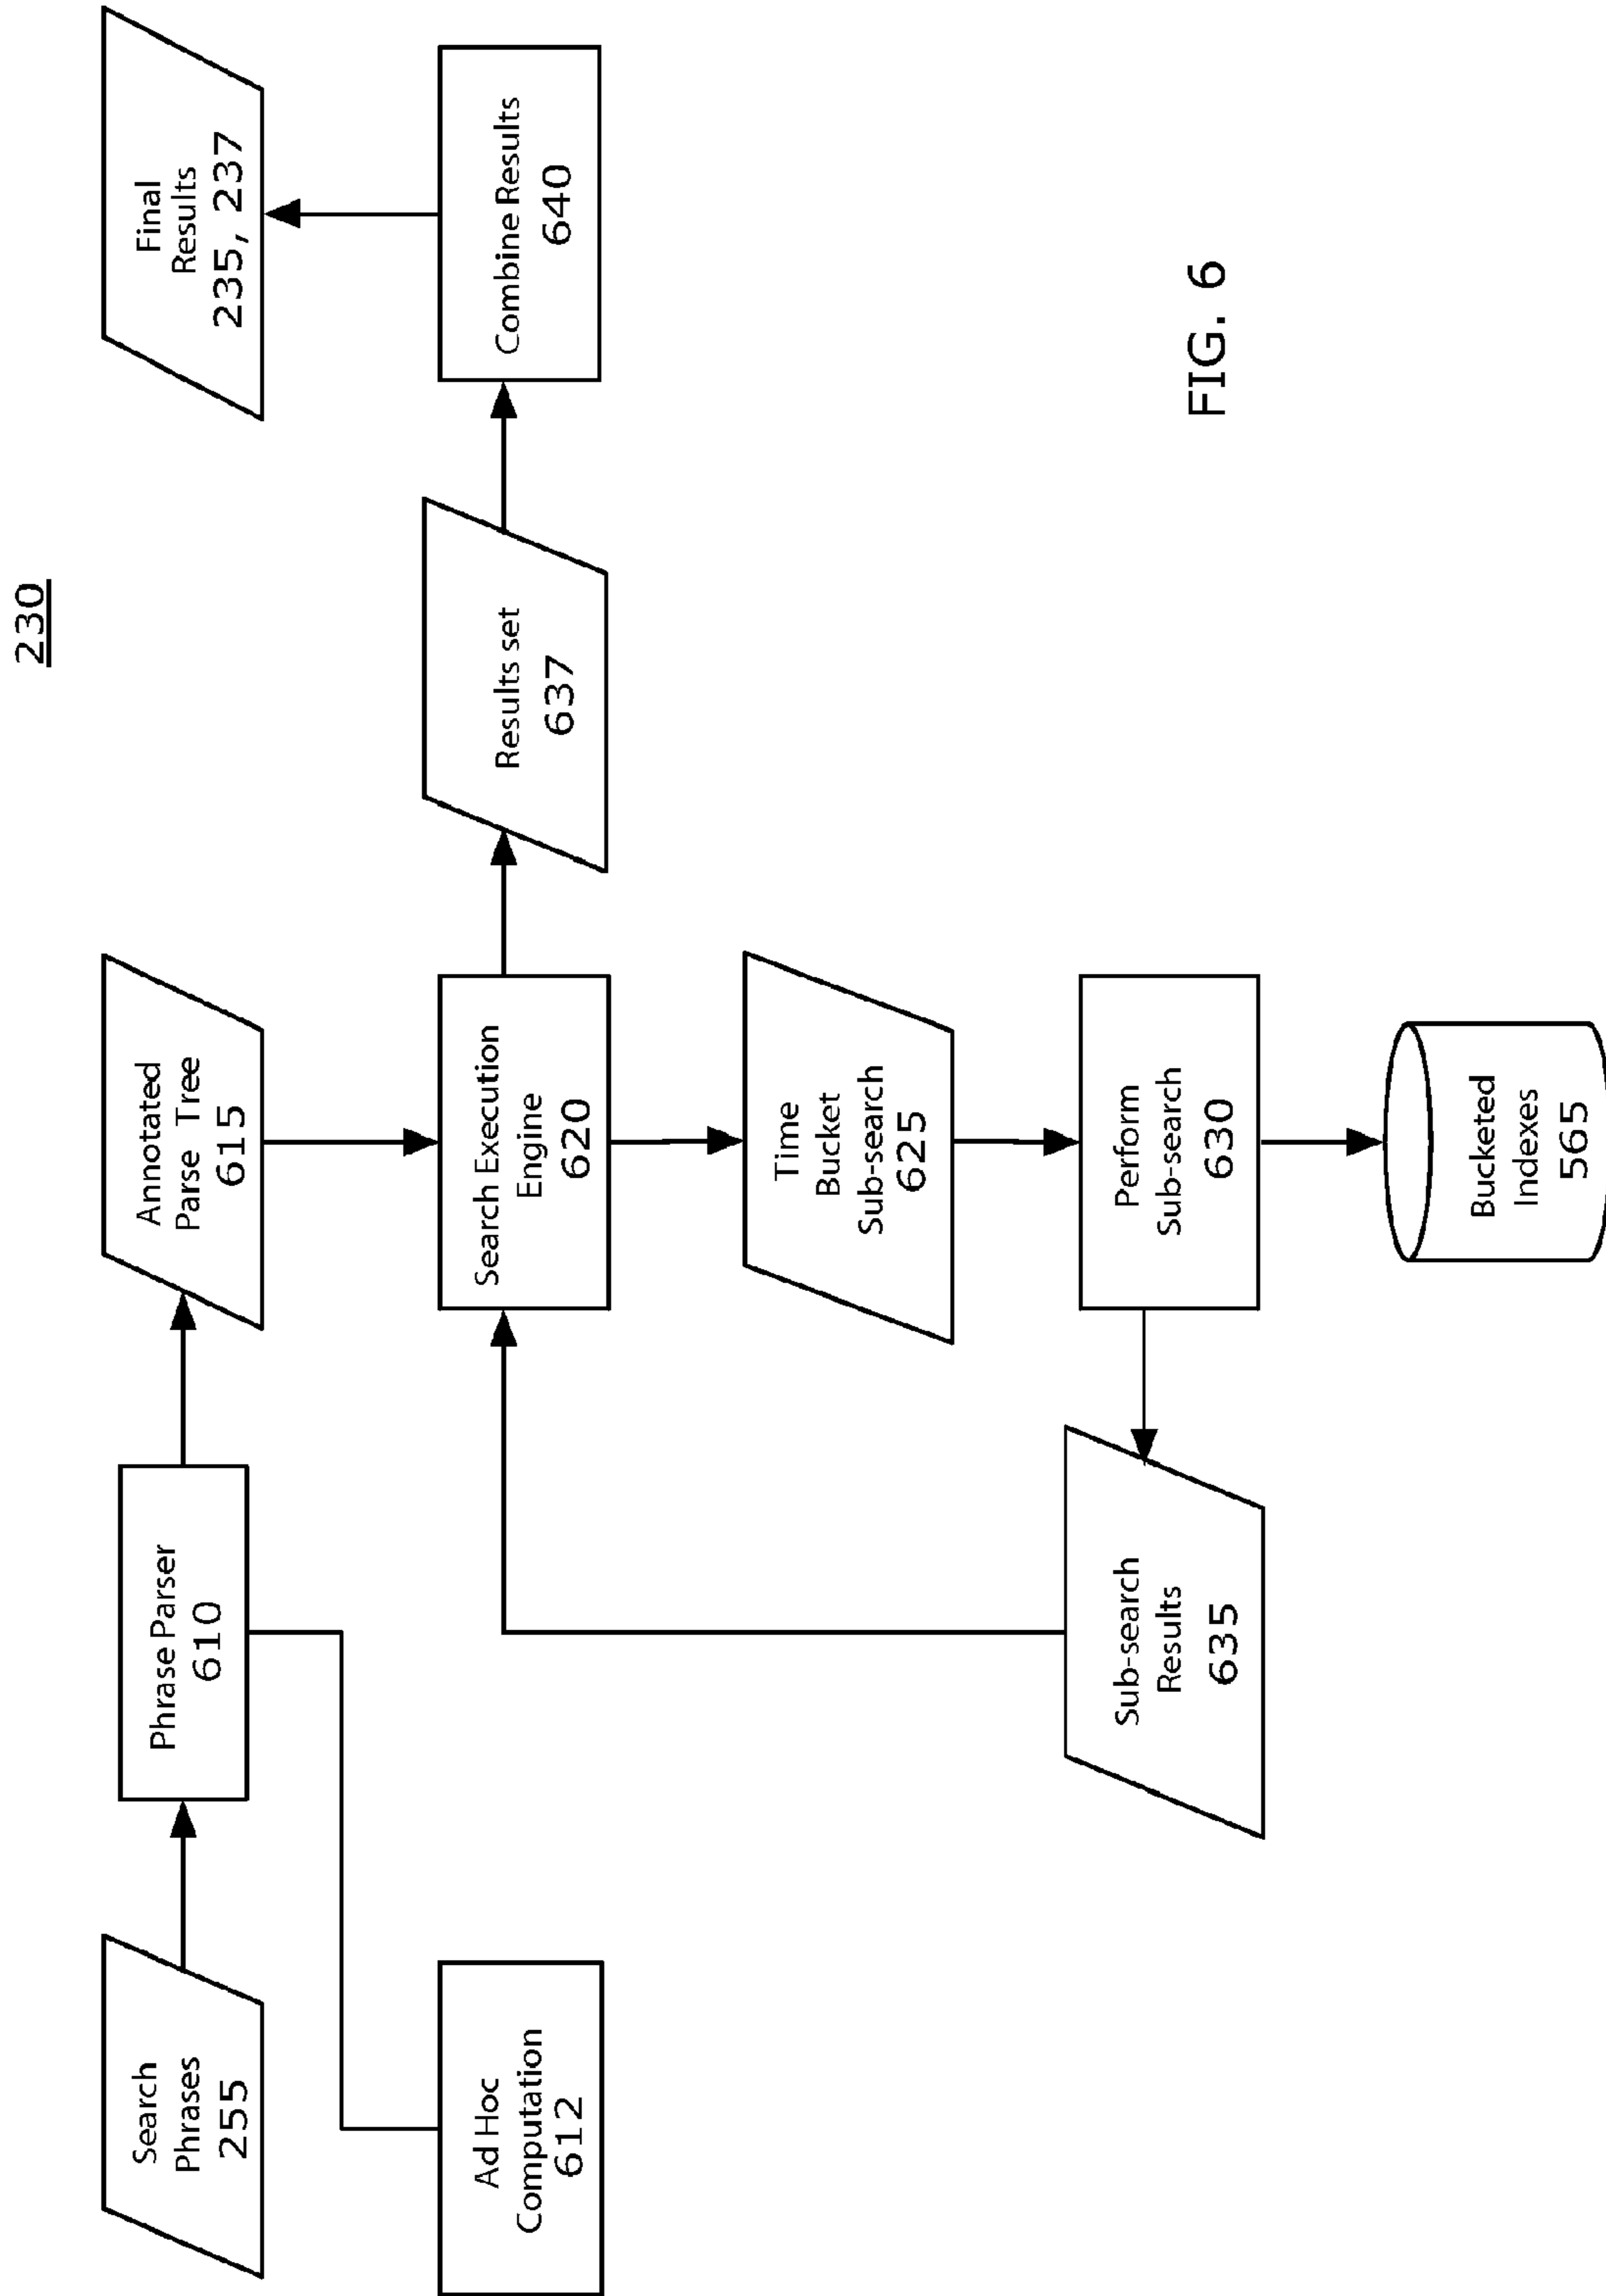 230
Search
Phrases
255
Phrase Parser
610
Annotated
Parse Tree
615
Final
Results
235, 237
Ad Hoc
Computation
612
Search Execution
Engine
620
Results set
637
Combine Results
640
Time
Bucket
Sub-search
625
Sub-search
Results
635
Perform
Sub-search
630
Bucketed
Indexes
565
FIG. 6